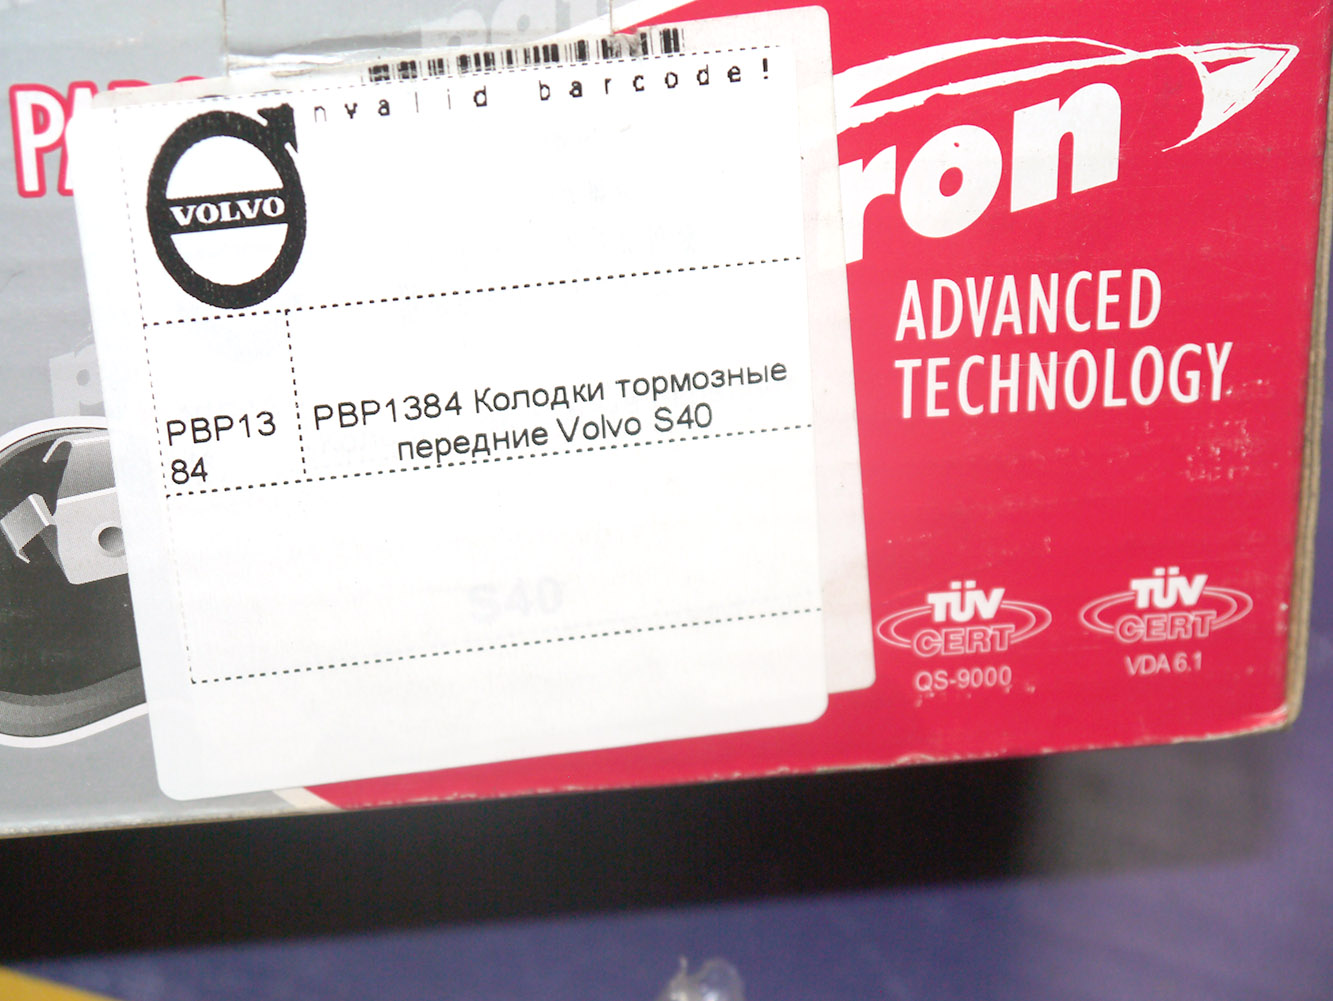 nvalid barcode!
VOLVO
ron
ADVANCED
TECHNOLOGY
PBP13
84
PBP1384 Колодки тормозные
передние Volvo S40
S40
TÜV
CERT
QS-9000
TÜV
CERT
VDA 6.1